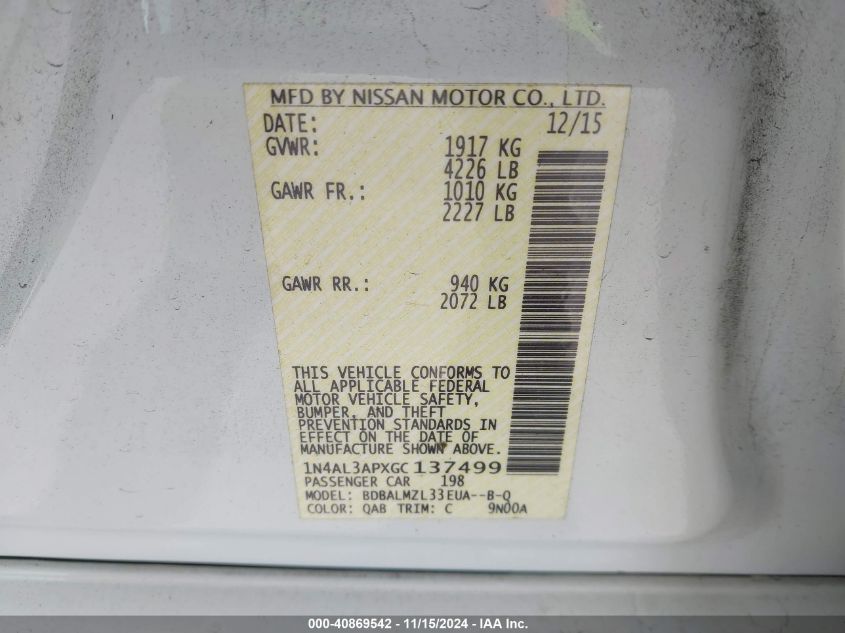 MFD BY NISSAN MOTOR CO., LTD.
DATE: 12/15
GVWR: 1917 KG
4226 LB
GAWR FR.: 1010 KG
2227 LB
GAWR RR.: 940 KG
2072 LB
THIS VEHICLE CONFORMS TO
ALL APPLICABLE FEDERAL
MOTOR VEHICLE SAFETY,
BUMPER, AND THEFT
PREVENTION STANDARDS IN
EFFECT ON THE DATE OF
MANUFACTURE SHOWN ABOVE.
1N4AL3APXGC137499
PASSENGER CAR 198
MODEL: BDBALMZL33EUA--B-Q
COLOR: QAB TRIM: C 9N00A
000-40869542 - 11/15/2024 - IAA Inc.